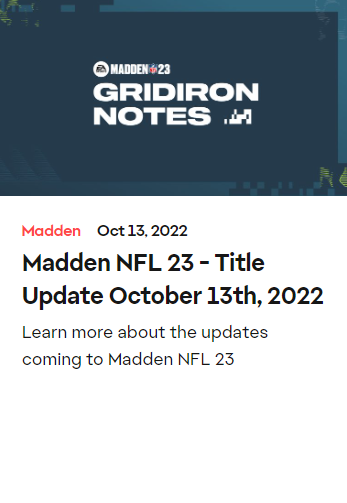 EA MADDEN NFL 23
GRIDIRON
NOTES
Madden Oct 13, 2022
Madden NFL 23 - Title
Update October 13th, 2022
Learn more about the updates
coming to Madden NFL 23